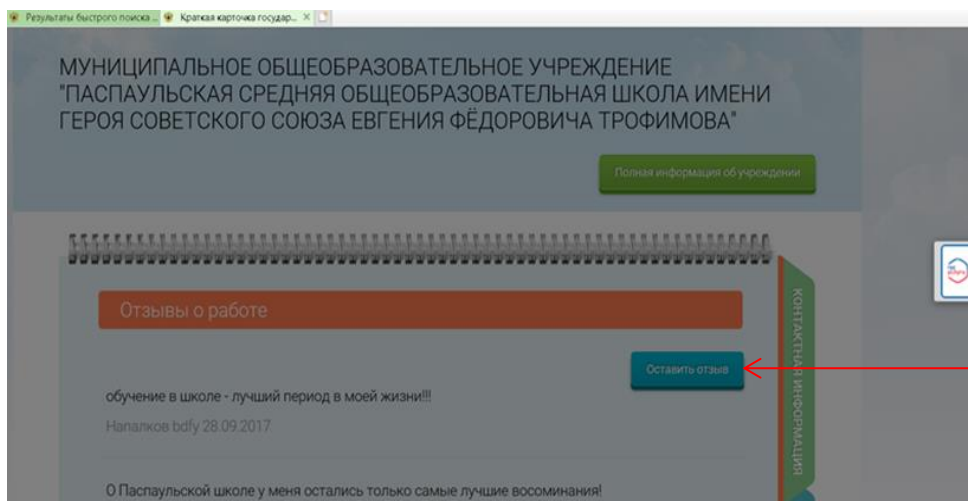 Результаты быстрого поиска ...
Краткая карточка государ...
МУНИЦИПАЛЬНОЕ ОБЩЕОБРАЗОВАТЕЛЬНОЕ УЧРЕЖДЕНИЕ
"ПАСПАУЛЬСКАЯ СРЕДНЯЯ ОБЩЕОБРАЗОВАТЕЛЬНАЯ ШКОЛА ИМЕНИ
ГЕРОЯ СОВЕТСКОГО СОЮЗА ЕВГЕНИЯ ФЁДОРОВИЧА ТРОФИМОВА"
Полная информация об учреждении
Отзывы о работе
КОНТАКТНАЯ ИНФОРМАЦИЯ
Оставить отзыв
обучение в школе - лучший период в моей жизни!!!
Напалков bdfy 28.09.2017
О Паспаульской школе у меня остались только самые лучшие восоминания!